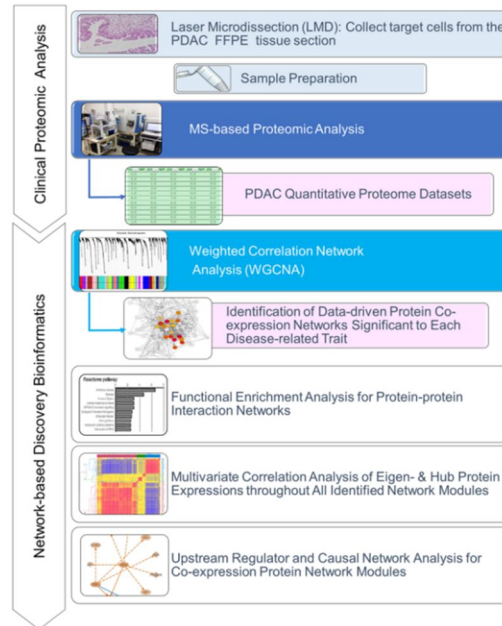 Clinical Proteomic Analysis
Laser Microdissection (LMD): Collect target cells from the
PDAC FFPE tissue section
Sample Preparation
MS-based Proteomic Analysis
PDAC Quantitative Proteome Datasets
Network-based Discovery Bioinformatics
Weighted Correlation Network
Analysis (WGCNA)
Identification of Data-driven Protein Co-
expression Networks Significant to Each
Disease-related Trait
Functional Enrichment Analysis for Protein-protein
Interaction Networks
Multivariate Correlation Analysis of Eigen- & Hub Protein
Expressions throughout All Identified Network Modules
Upstream Regulator and Causal Network Analysis for
Co-expression Protein Network Modules